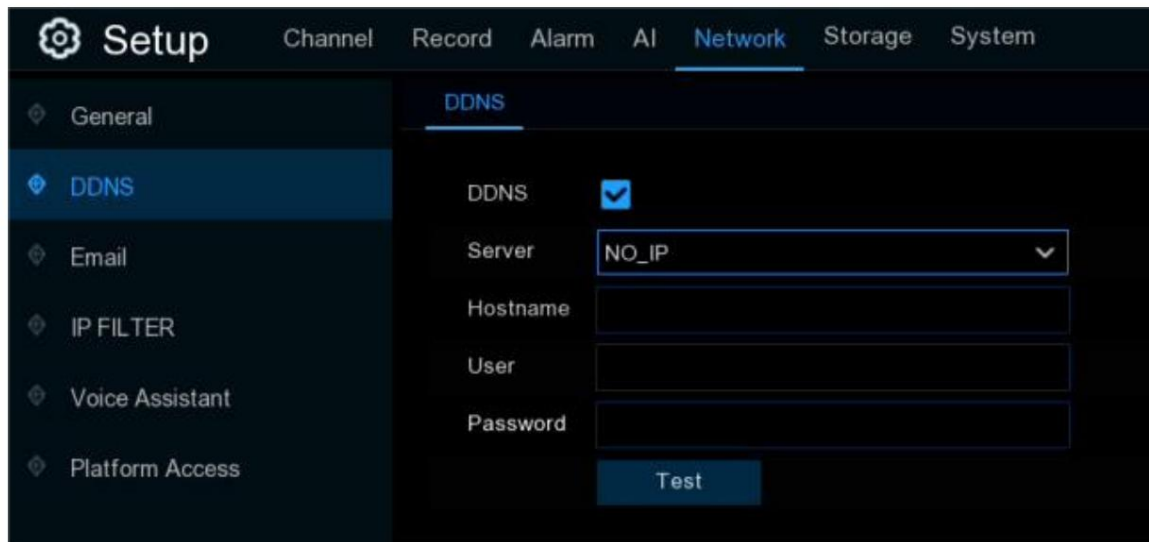 Setup Channel Record Alarm AI Network Storage System
General
DDNS
Email
IP FILTER
Voice Assistant
Platform Access
DDNS
DDNS
Server NO_IP
Hostname
User
Password
Test